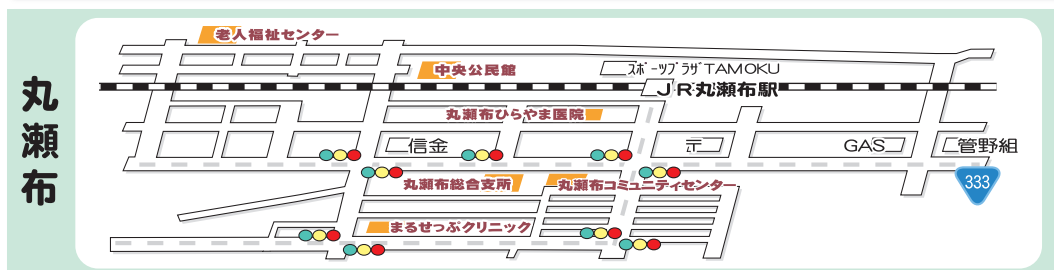 丸瀬布
老人福祉センター
中央公民館
スポーツプラザTAMOKU
JR丸瀬布駅
丸瀬布ひらやま医院
信金
〒
GAS
管野組
丸瀬布総合支所
丸瀬布コミュニティセンター
333
まるせっぷクリニック